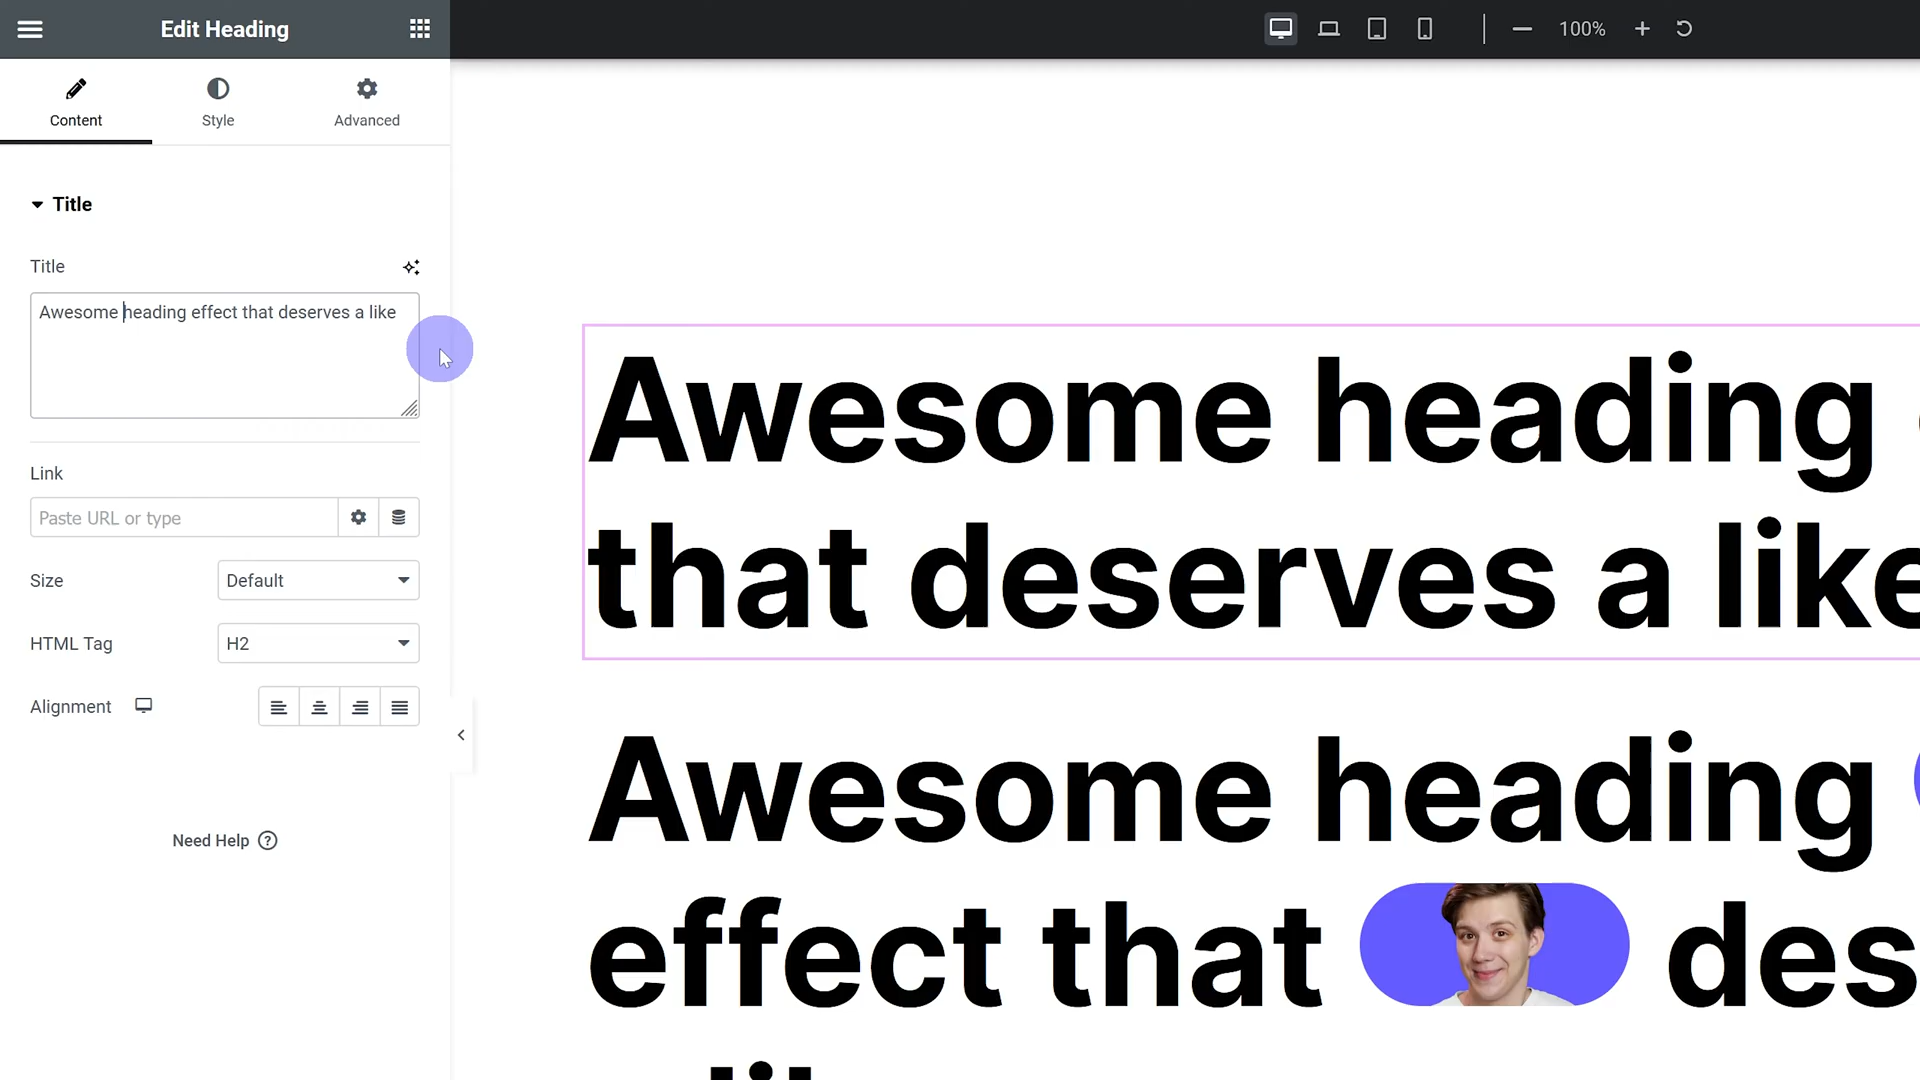 Edit Heading
100%
Content
Style
Advanced
Title
Title
Awesome heading effect that deserves a like
Link
Paste URL or type
Size
Default
HTML Tag
H2
Alignment
Need Help
Awesome heading
that deserves a like
Awesome heading
effect that des